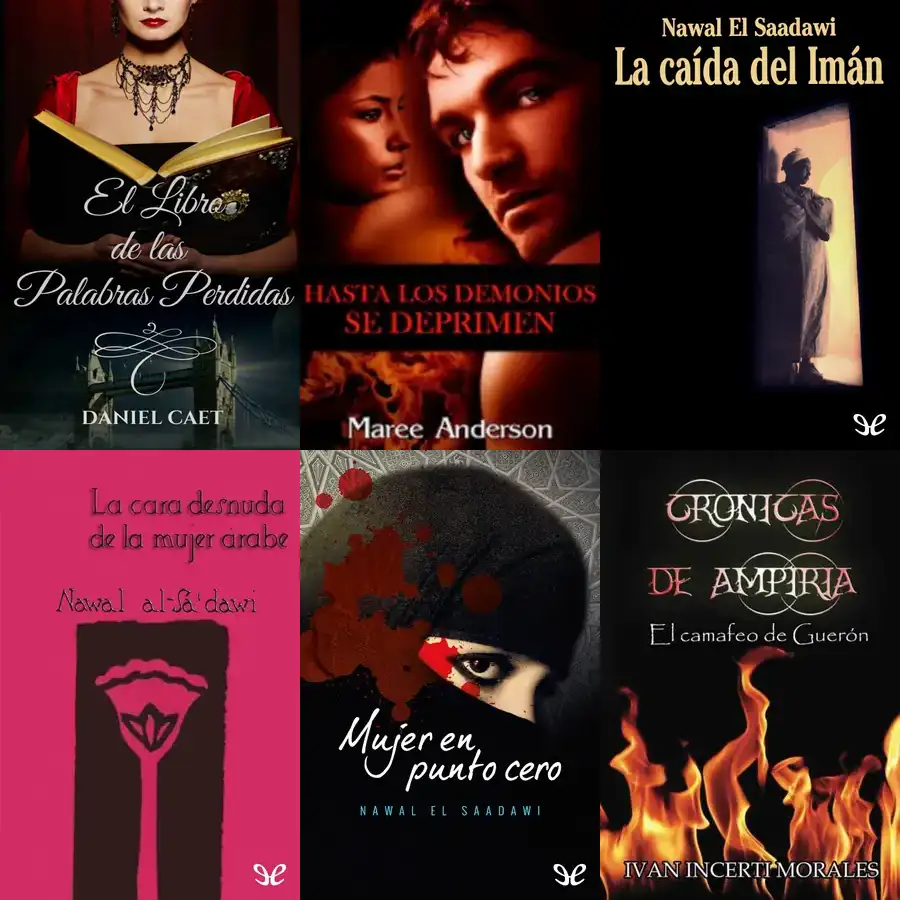 El Libro
de las
Palabras Perdidas
DANIEL CAET
HASTA LOS DEMONIOS
SE DEPRIMEN
Maree Anderson
Nawal El Saadawi
La caída del Imán
La cara desnuda
de la mujer árabe
Nawal al-Sa'dawi
Mujer en
punto cero
NAWAL EL SAADAWI
CRONICAS
DE AMPIRIA
El camafeo de Guerón
IVAN INCERTI MORALES